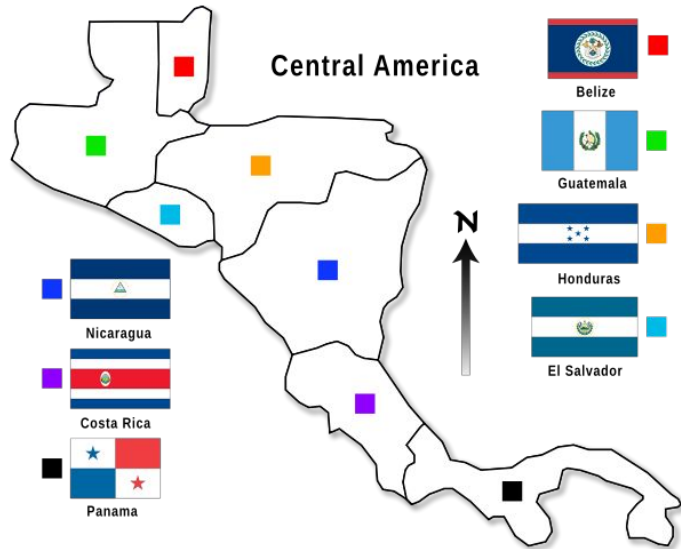 Central America
Belize
Guatemala
N
Honduras
El Salvador
Nicaragua
Costa Rica
Panama